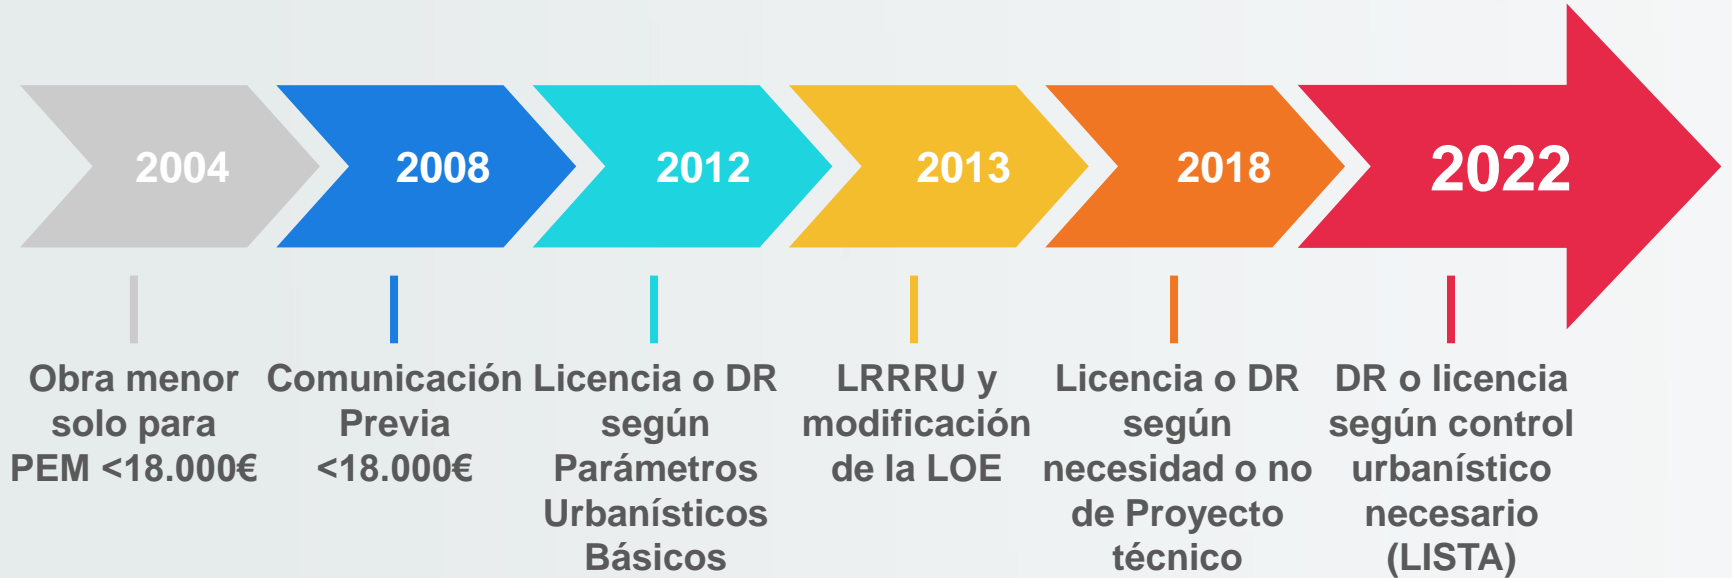 2004
2008
2012
2013
2018
2022
Obra menor
solo para
PEM <18.000€
Comunicación
Previa
<18.000€
Licencia o DR
según
Parámetros
Urbanísticos
Básicos
LRRRU y
modificación
de la LOE
Licencia o DR
según
necesidad o no
de Proyecto
técnico
DR o licencia
según control
urbanístico
necesario
(LISTA)